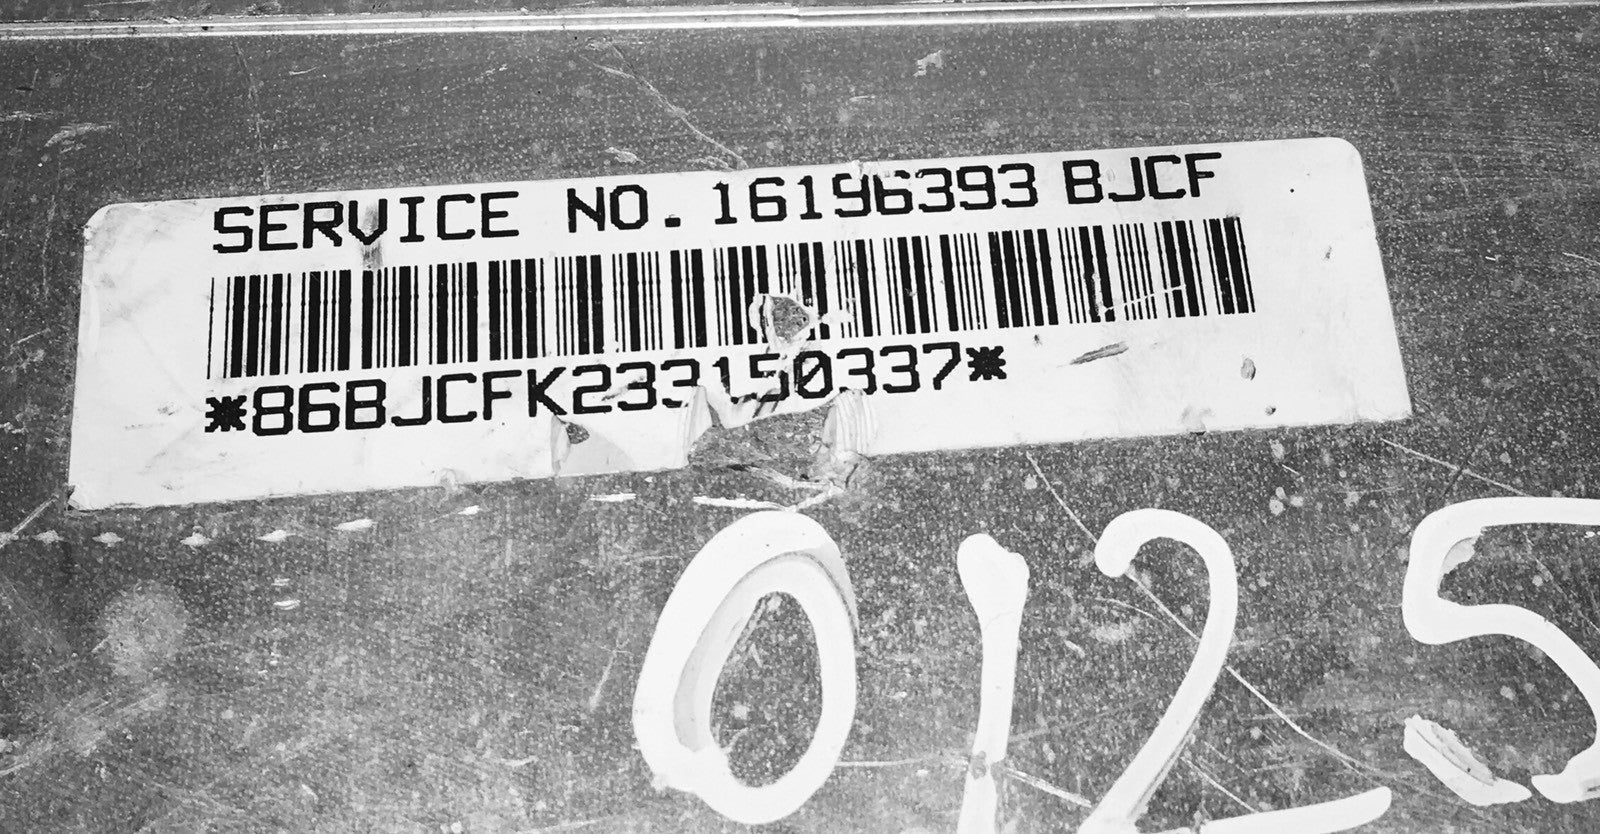 SERVICE NO. 16196393 BJCF
*86BJCFK233150337*
0125